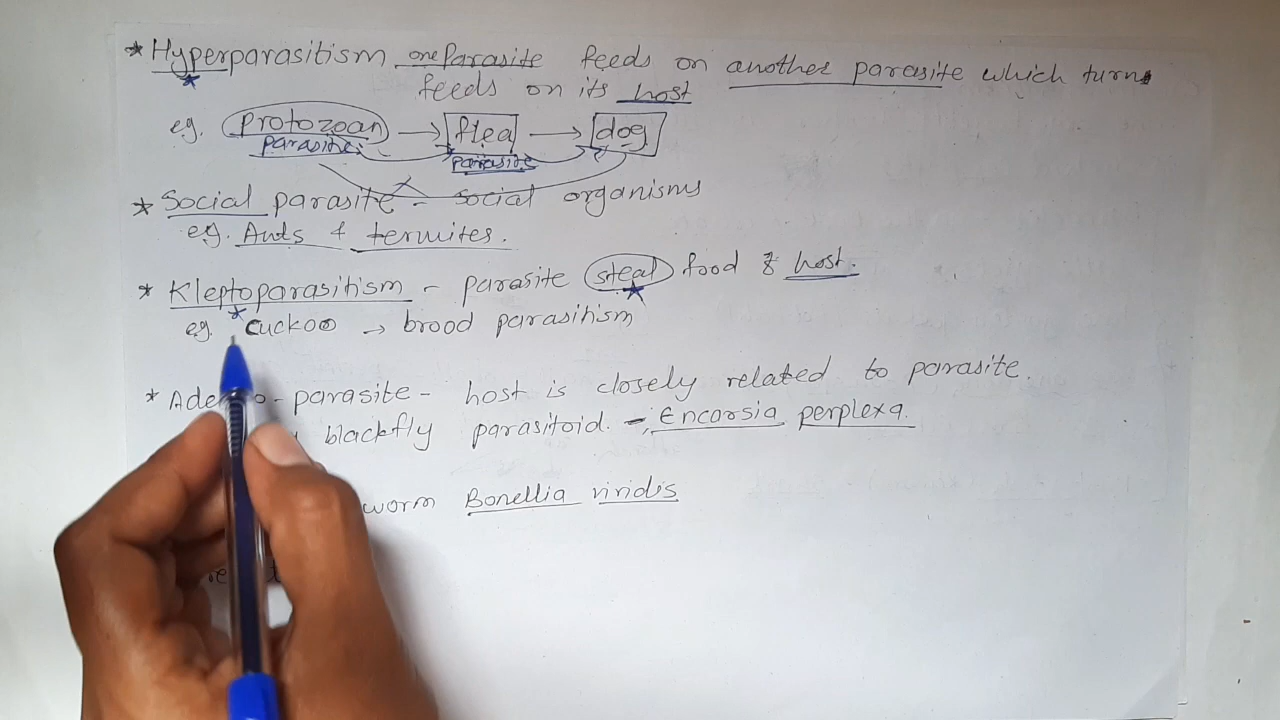 * Hyperparasitism one Parasite feeds on another parasite which turns
feeds on its host
eg. Protozoan → flea → dog
parasite parasite
* Social parasite - Social organisms
eg. Ants & termites.
* Kleptoparasitism - parasite steal food & host.
eg. Cuckoo → brood parasitism
* - parasite - host is closely related to parasite.
blackfly parasitoid. - Encarsia perplexa.
worm Bonellia viridis